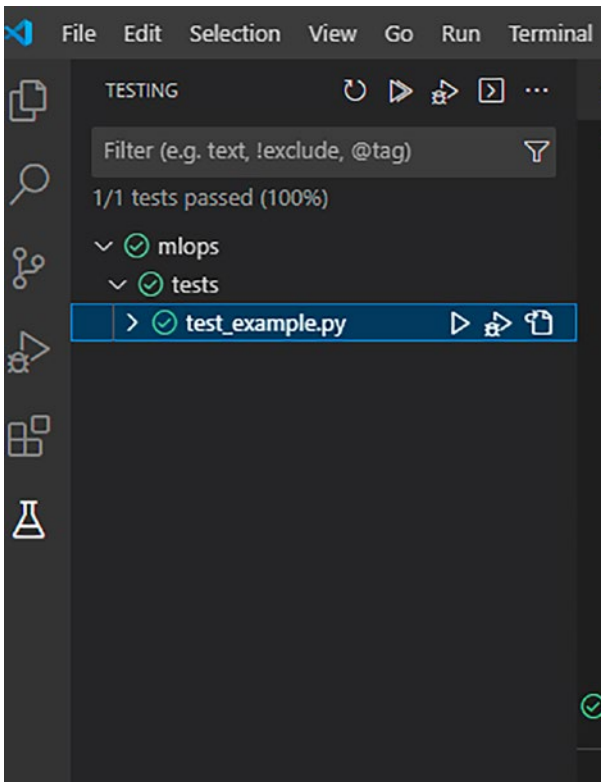 File Edit Selection View Go Run Terminal
TESTING
Filter (e.g. text, !exclude, @tag)
1/1 tests passed (100%)
mlops
tests
test_example.py